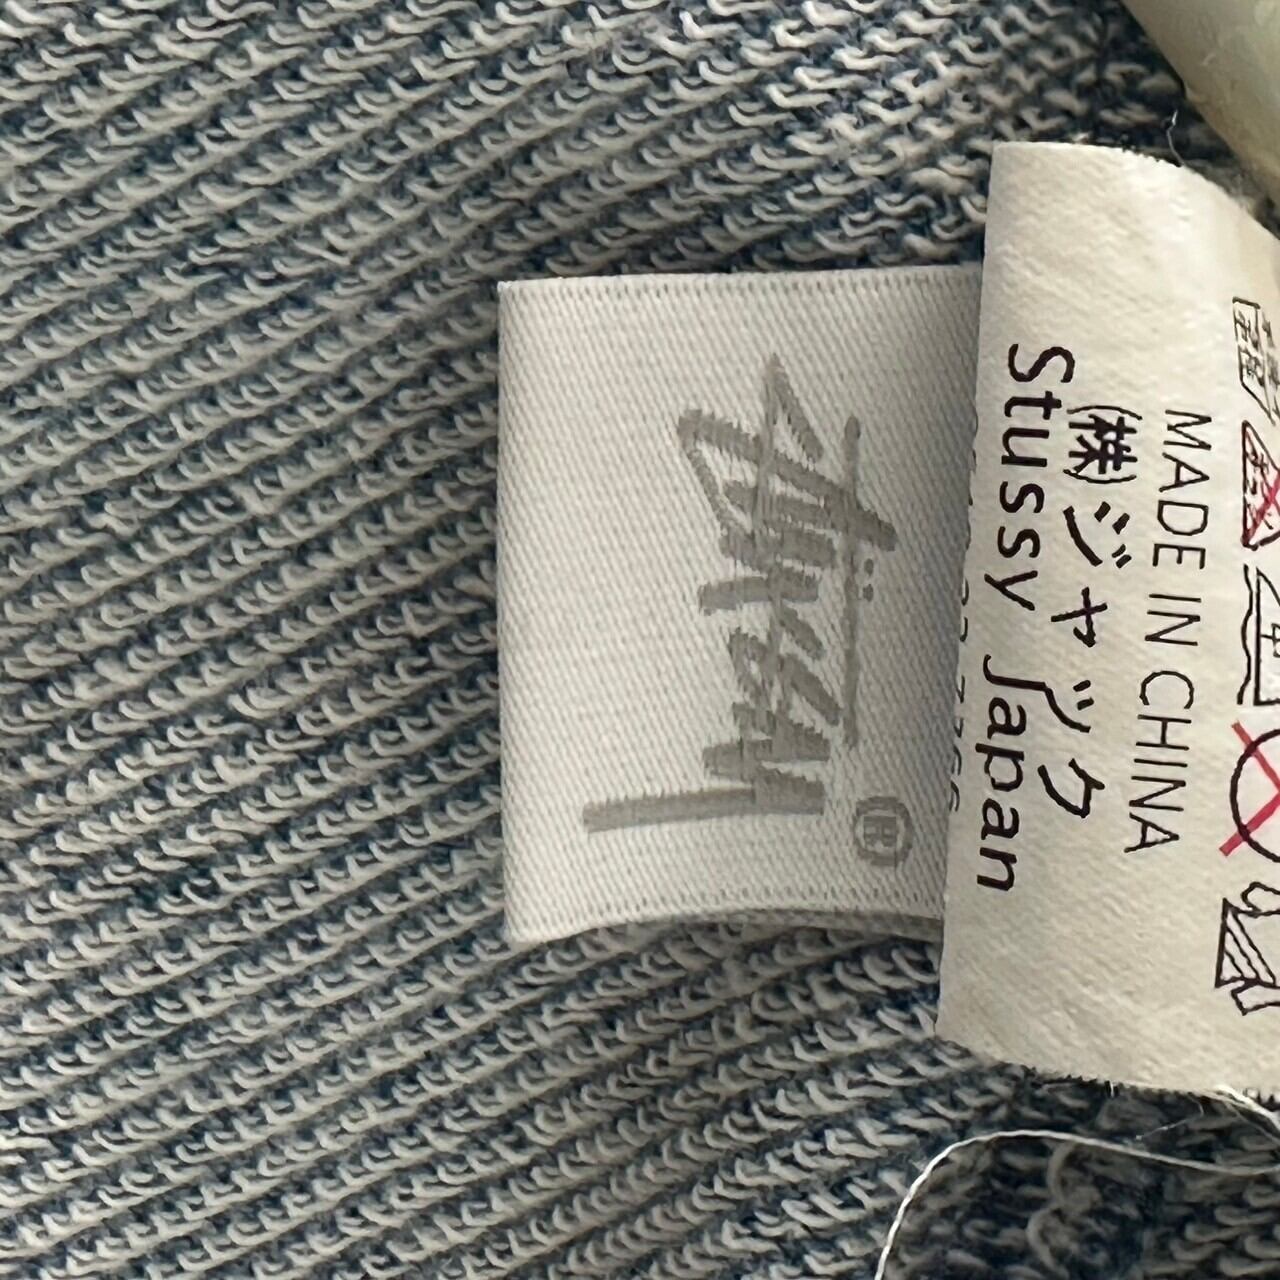 Stüssy®
Stussy Japan
㈱ジャック
MADE IN CHINA